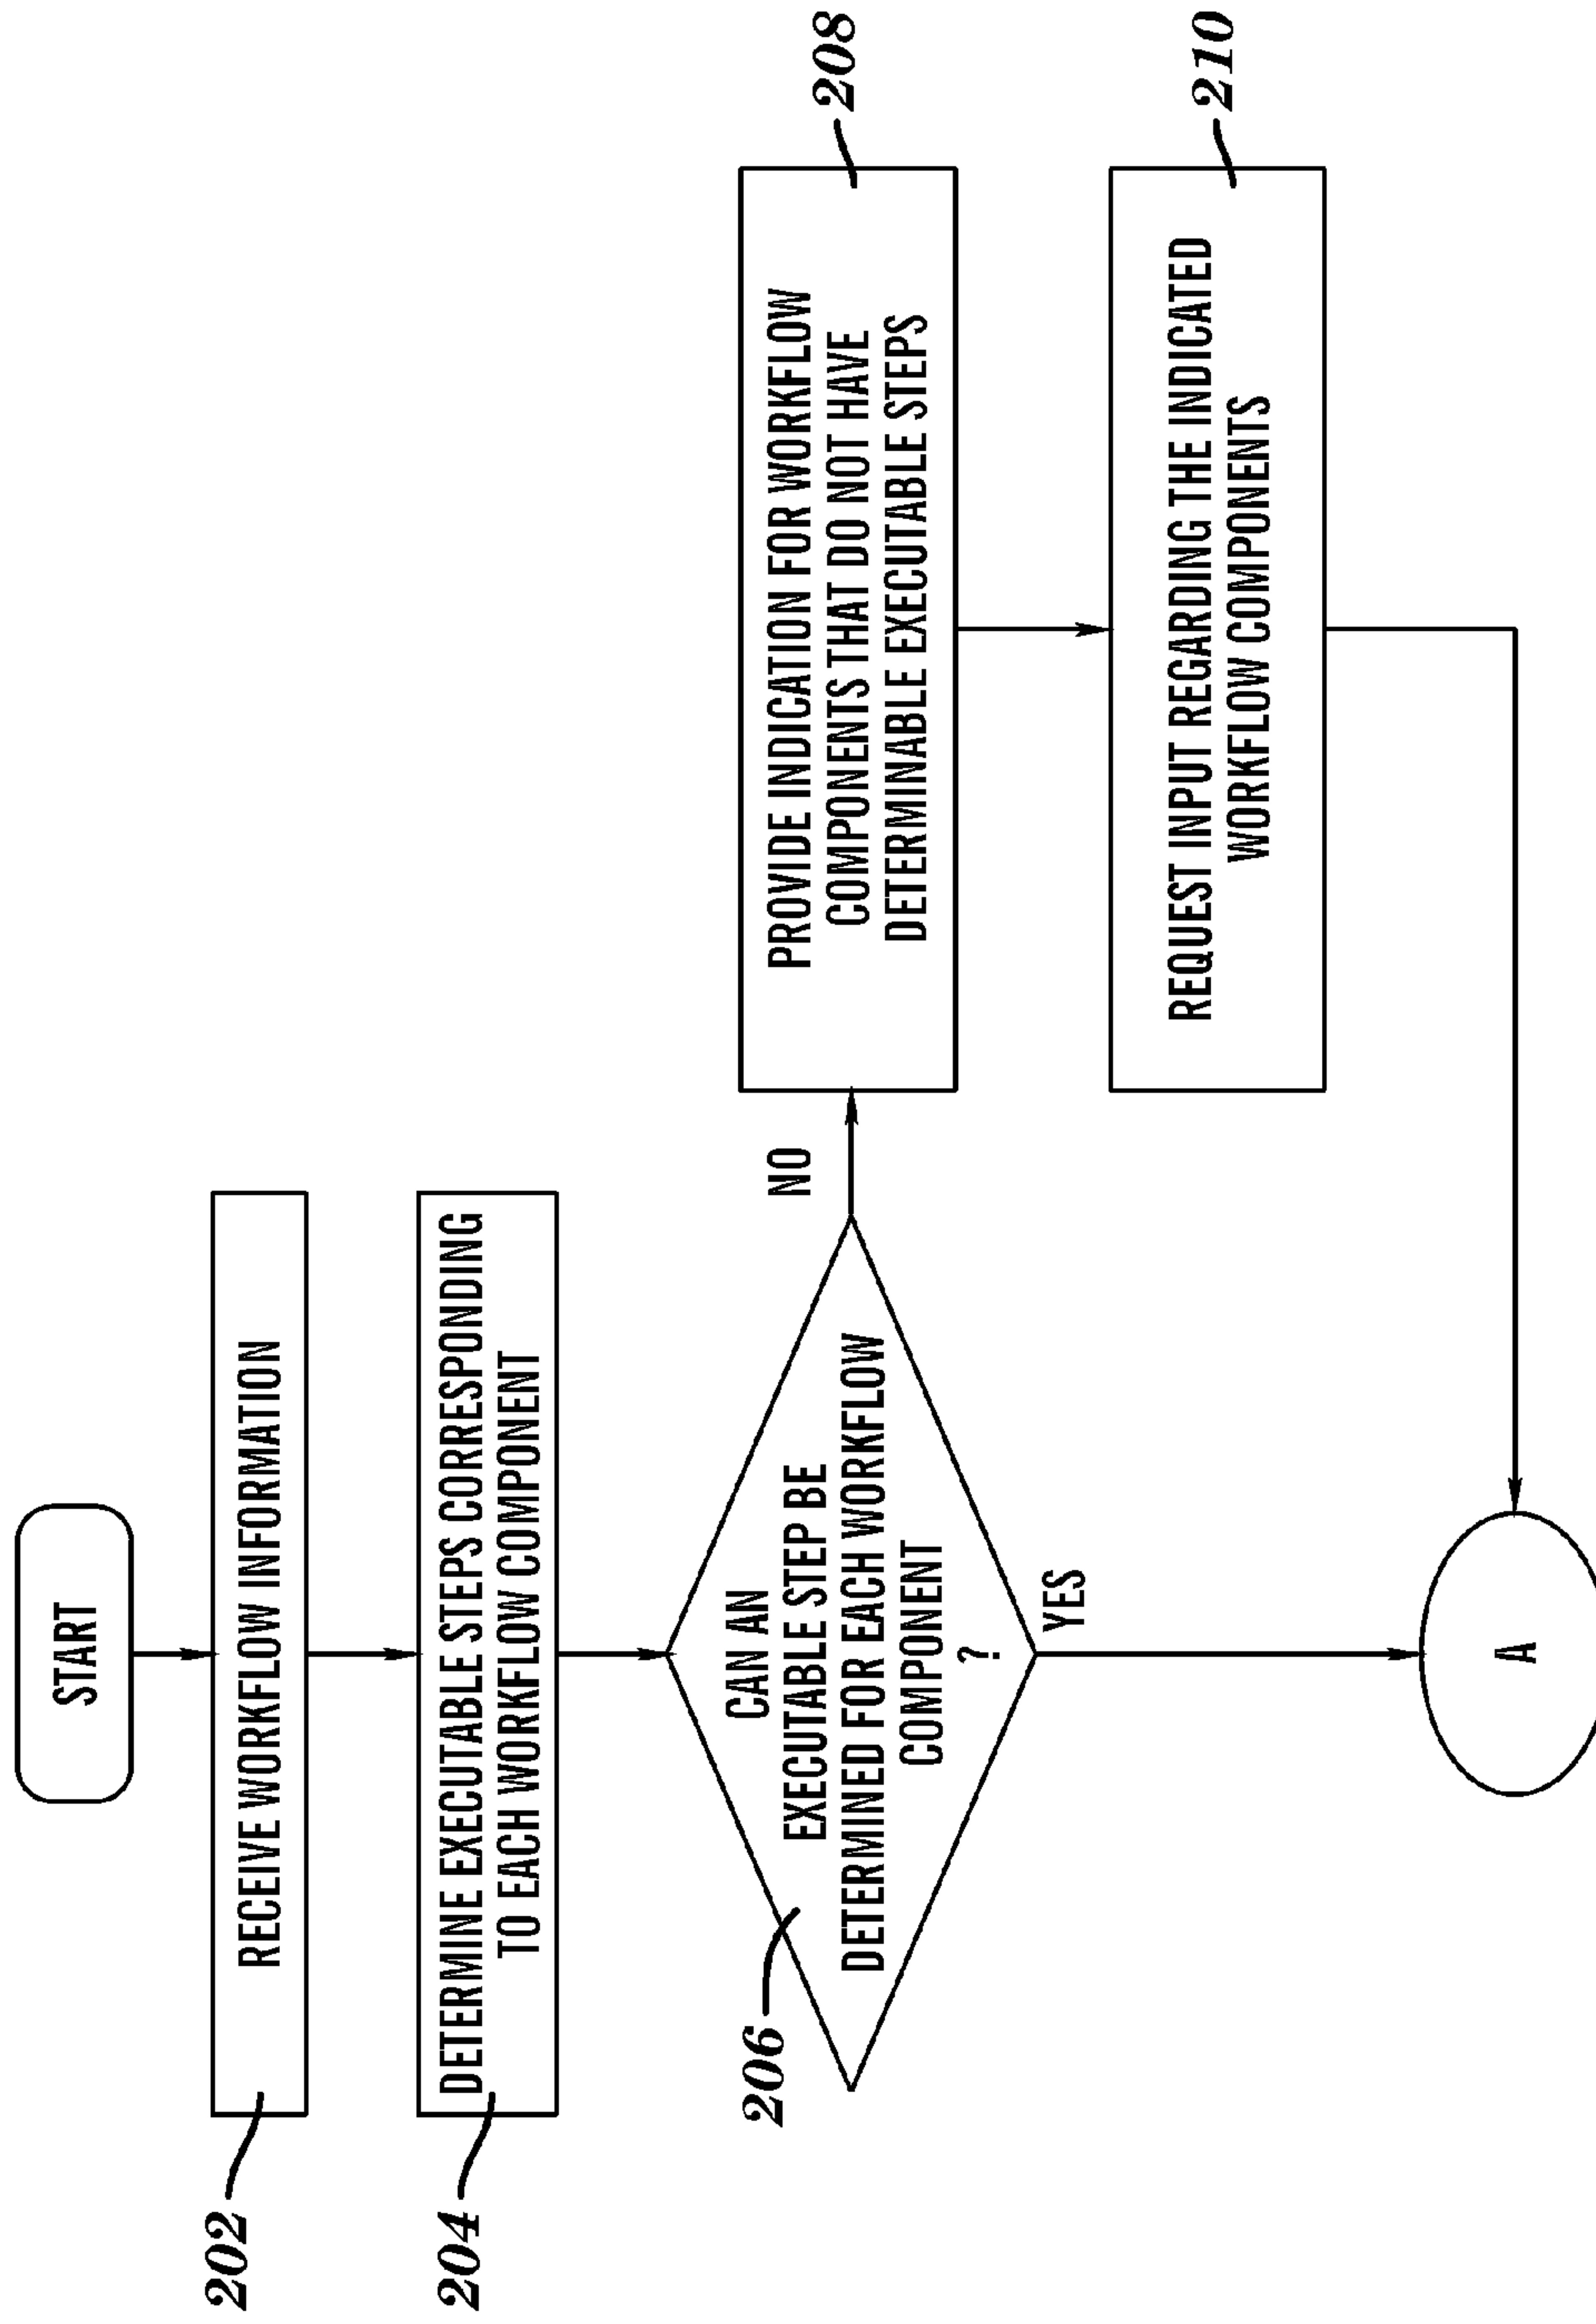 START
202
RECEIVE WORKFLOW INFORMATION
204
DETERMINE EXECUTABLE STEPS CORRESPONDING
TO EACH WORKFLOW COMPONENT
206
CAN AN
EXECUTABLE STEP BE
DETERMINED FOR EACH WORKFLOW
COMPONENT
?
NO
YES
208
PROVIDE INDICATION FOR WORKFLOW
COMPONENTS THAT DO NOT HAVE
DETERMINABLE EXECUTABLE STEPS
210
REQUEST INPUT REGARDING THE INDICATED
WORKFLOW COMPONENTS
A